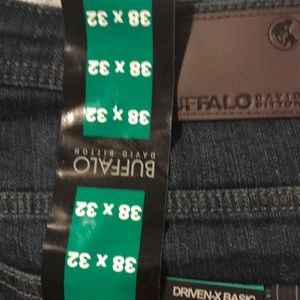 38 x 32
38 x 32
38 x 32
BUFFALO
DAVID BITTON
38 x 32
38 x 32
BUFFALO
DAVID
BITTON
DRIVEN-X BASIC